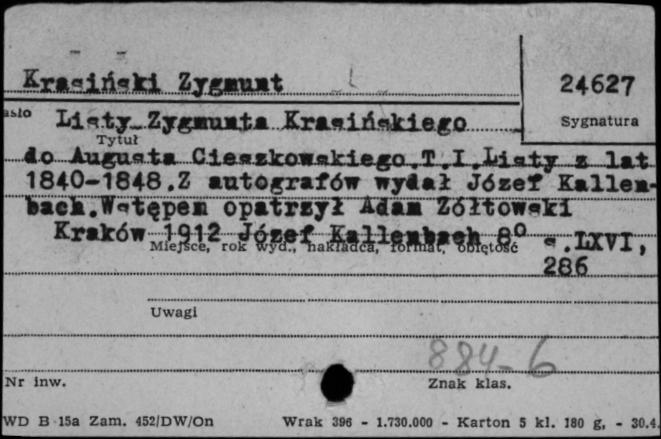 Krasiński Zygmunt
24627
asło
Sygnatura
Listy Zygmunta Krasińskiego
Tytuł
do Augusta Cieszkowskiego.T.I.Listy z lat
1840-1848.Z autografów wydał Józef Kallen-
bach.Wstępem opatrzył Adam Żółtowski
Kraków 1912 Józef Kallenbach 8° s.LXVI,
Miejsce, rok wyd., nakładca, format, objętość
286
Uwagi
884-6
Nr inw.
Znak klas.
WD B 15a Zam. 452/DW/On Wrak 396 - 1.730.000 - Karton 5 kl. 180 g, - 30.4.